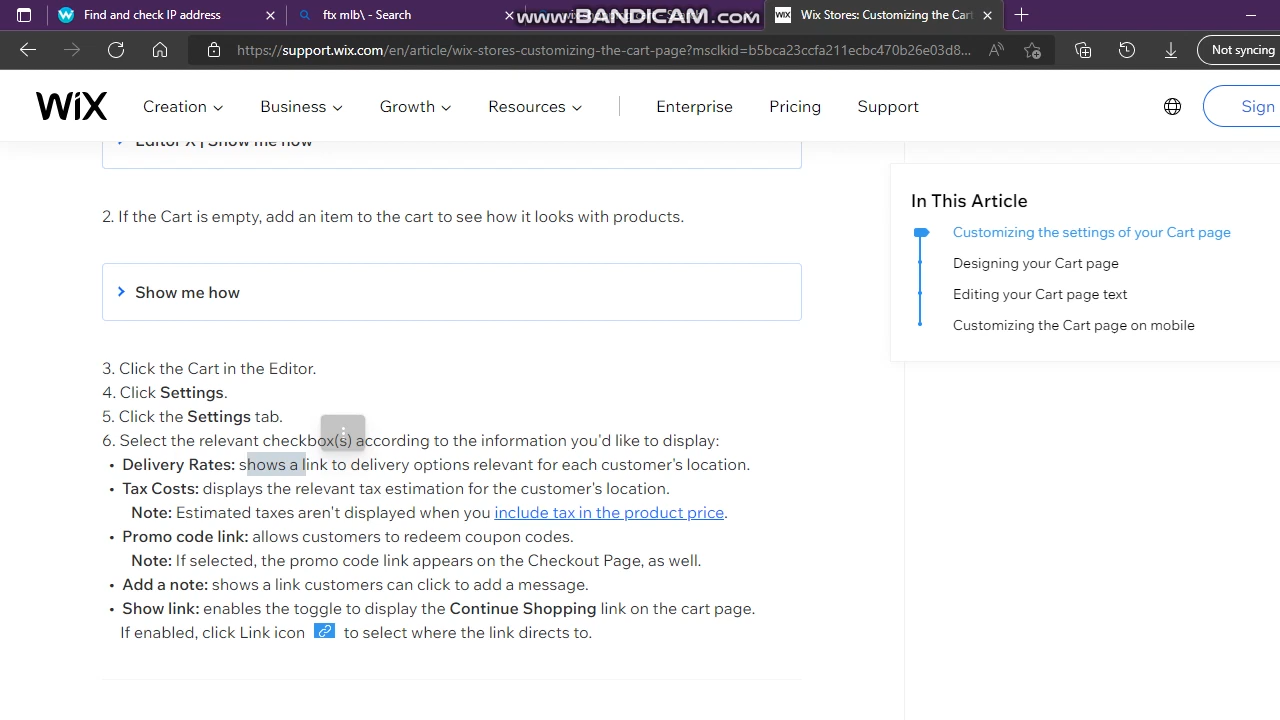 Find and check IP address
ftx mlb\ - Search
www.BANDICAM.com
Wix Stores: Customizing the Cart
https://support.wix.com/en/article/wix-stores-customizing-the-cart-page?msclkid=b5bca23ccfa211ecbc470b26e03d8...
Not syncing
WiX
Creation
Business
Growth
Resources
Enterprise
Pricing
Support
Sign
Editor X | Show me how
2. If the Cart is empty, add an item to the cart to see how it looks with products.
Show me how
3. Click the Cart in the Editor.
4. Click Settings.
5. Click the Settings tab.
6. Select the relevant checkbox(s) according to the information you'd like to display:
• Delivery Rates: shows a link to delivery options relevant for each customer's location.
• Tax Costs: displays the relevant tax estimation for the customer's location.
Note: Estimated taxes aren't displayed when you include tax in the product price.
• Promo code link: allows customers to redeem coupon codes.
Note: If selected, the promo code link appears on the Checkout Page, as well.
• Add a note: shows a link customers can click to add a message.
• Show link: enables the toggle to display the Continue Shopping link on the cart page.
If enabled, click Link icon to select where the link directs to.
In This Article
Customizing the settings of your Cart page
Designing your Cart page
Editing your Cart page text
Customizing the Cart page on mobile